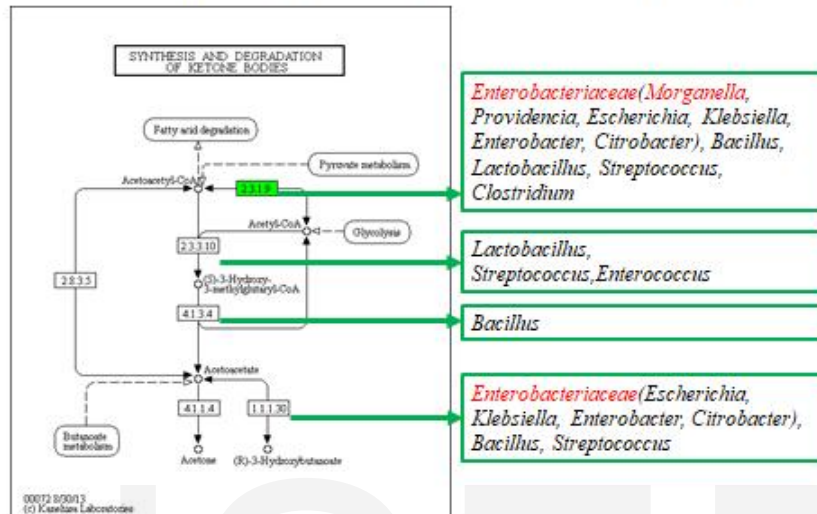 SYNTHESIS AND DEGRADATION
OF KETONE BODIES
Fatty acid degradation
Pyruvate metabolism
Acetoacetyl-CoA
2.3.1.9
Acetyl-CoA
Glycolysis
2.3.3.10
2.8.3.5
(S)-3-Hydroxy-
3-methylglutaryl-CoA
4.1.3.4
Acetoacetate
4.1.1.4
1.1.1.30
Butanoate
metabolism
Acetone
(R)-3-Hydroxybutanoate
00072 8/30/13
(c) Kanehisa Laboratories
Enterobacteriaceae(Morganella,
Providencia, Escherichia, Klebsiella,
Enterobacter, Citrobacter), Bacillus,
Lactobacillus, Streptococcus,
Clostridium
Lactobacillus,
Streptococcus,Enterococcus
Bacillus
Enterobacteriaceae(Escherichia,
Klebsiella, Enterobacter, Citrobacter),
Bacillus, Streptococcus